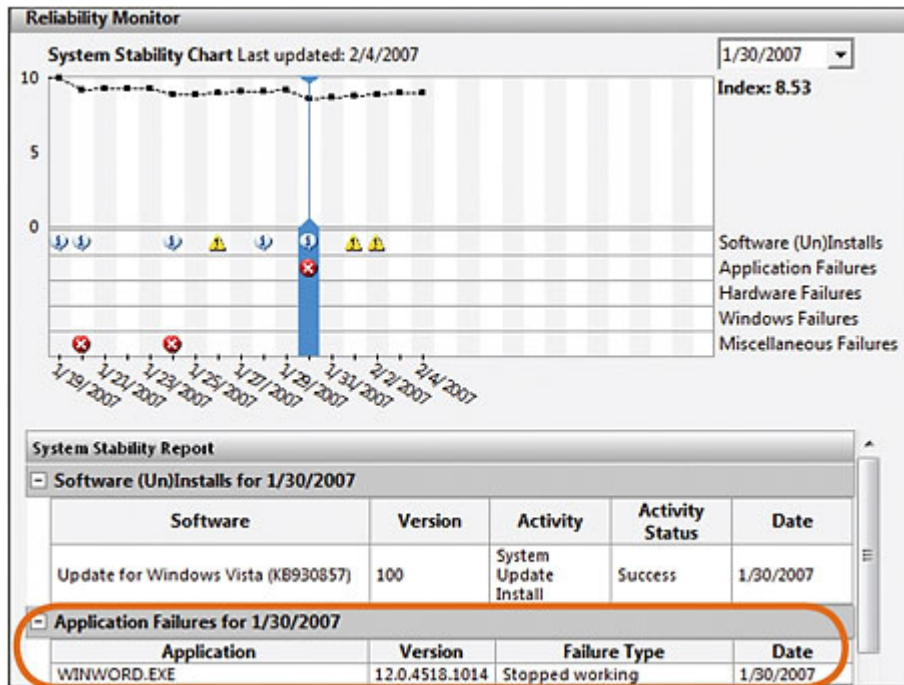 Reliability Monitor
System Stability Chart Last updated: 2/4/2007
1/30/2007
Index: 8.53
10
5
0
Software (Un)Installs
Application Failures
Hardware Failures
Windows Failures
Miscellaneous Failures
1/19/2007
1/21/2007
1/23/2007
1/25/2007
1/27/2007
1/29/2007
1/31/2007
2/2/2007
2/4/2007
System Stability Report
Software (Un)Installs for 1/30/2007
Software Version Activity Activity Status Date
Update for Windows Vista (KB930857) 100 System Update Install Success 1/30/2007
Application Failures for 1/30/2007
Application Version Failure Type Date
WINWORD.EXE 12.0.4518.1014 Stopped working 1/30/2007